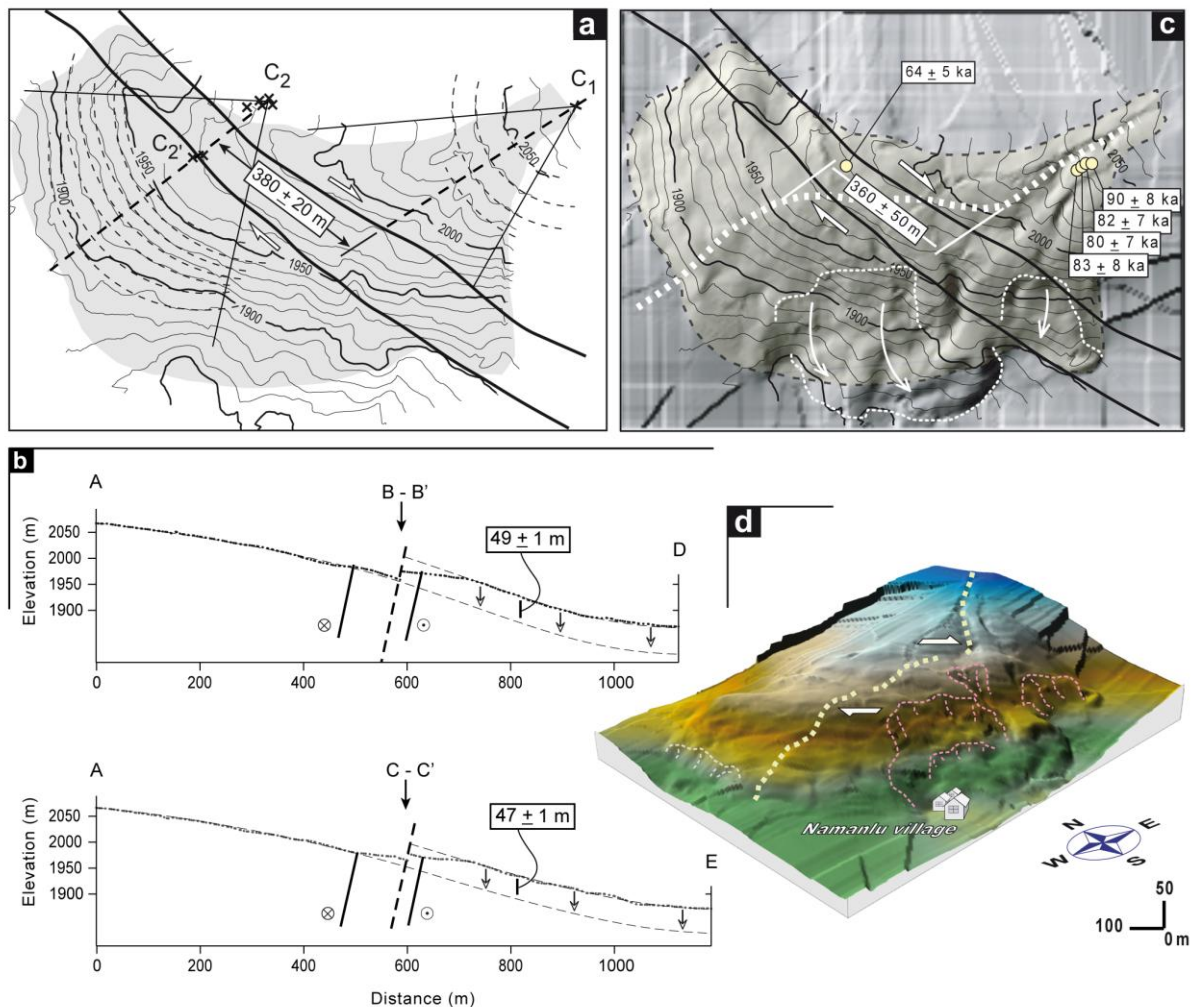 a
C2
C1
C2'
380 ± 20 m
1950
1900
2050
2000
1950
1900
c
64 ± 5 ka
2050
1950
1900
360 ± 50 m
2000
90 ± 8 ka
82 ± 7 ka
80 ± 7 ka
83 ± 8 ka
1950
1900
b
A
B - B'
D
49 ± 1 m
Elevation (m)
2050
2000
1950
1900
0
200
400
600
800
1000
A
C - C'
E
47 ± 1 m
Elevation (m)
2050
2000
1950
1900
0
200
400
600
800
1000
Distance (m)
d
Namanlu village
N
E
W
S
50
100
0 m